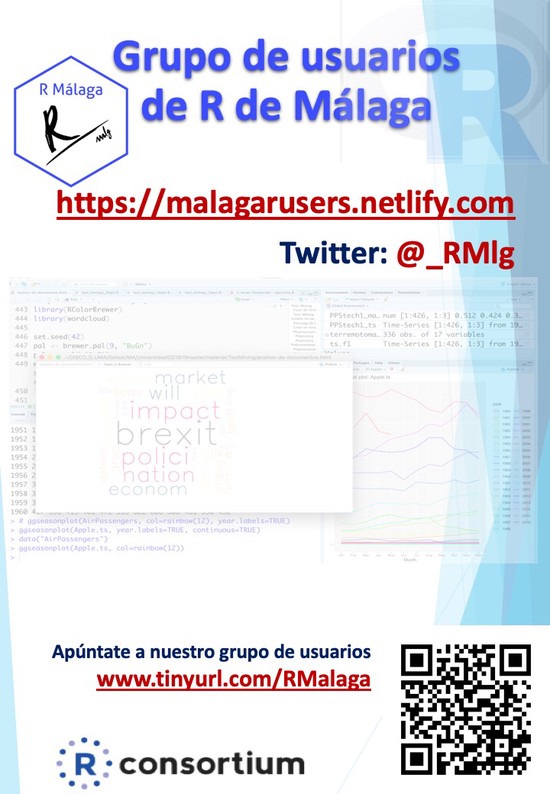 Grupo de usuarios
de R de Málaga
R Málaga
R
mlg
https://malagarusers.netlify.com
Twitter: @_RMlg
443 library(RColorBrewer)
444 library(wordcloud)
445
446 set.seed(42)
447 pal <- brewer.pal(9, "BuGn")
PPStech1_ma… num [1:426, 1:3] 0.512 0.424 0.3…
PPStech1_ts Time-Series [1:426, 1:3] from 19…
terremotoma… 336 obs. of 17 variables
ts.f1 Time-Series [1:426, 1:3] from 19…
450
451
market
will
impact
brexit
polici
nation
econom
1951
1952
1953
1954
1955
1956
1957
1958
1959
1960
> # ggseasonplot(AirPassengers, col=rainbow(12), year.labels=TRUE)
> ggseasonplot(Apple.ts, year.labels=TRUE, continuous=TRUE)
> data("AirPassengers")
> ggseasonplot(Apple.ts, col=rainbow(12))
>
plot: Apple.ts
Month
Apúntate a nuestro grupo de usuarios
www.tinyurl.com/RMalaga
R consortium